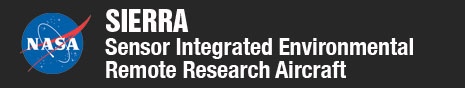 NASA
SIERRA
Sensor Integrated Environmental
Remote Research Aircraft